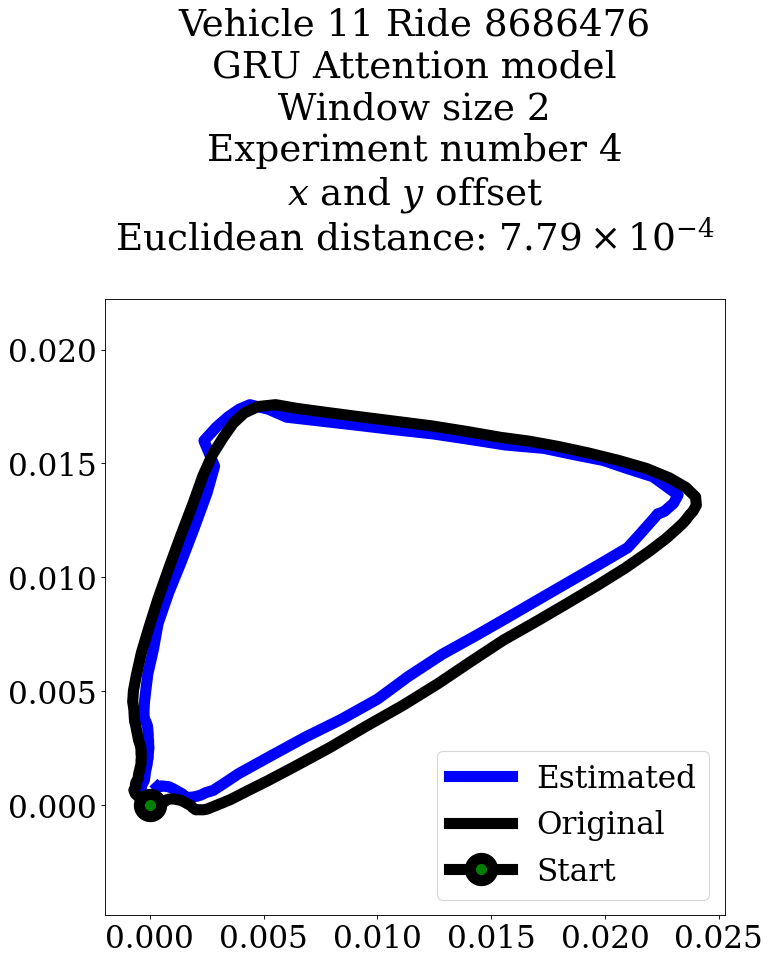 Vehicle 11 Ride 8686476
GRU Attention model
Window size 2
Experiment number 4
x and y offset
Euclidean distance: 7.79 × 10⁻⁴
0.020
0.015
0.010
0.005
0.000
Estimated
Original
Start
0.000 0.005 0.010 0.015 0.020 0.025